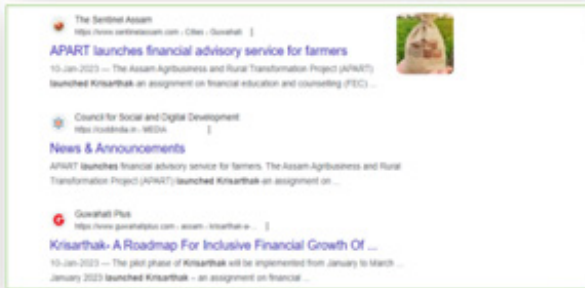 The Sentinel Assam
https://www.sentinelassam.com › Cities › Guwahati
APART launches financial advisory service for farmers
10-Jan-2023 — The Assam Agribusiness and Rural Transformation Project (APART)
launched Krisarthak-an assignment on financial education and counselling (FEC) ...
Council for Social and Digital Development
https://csddindia.in › MEDIA
News & Announcements
APART launches financial advisory service for farmers. The Assam Agribusiness and Rural
Transformation Project (APART) launched Krisarthak-an assignment on ...
Guwahati Plus
https://www.guwahatiplus.com › assam › krisarthak-a-...
Krisarthak- A Roadmap For Inclusive Financial Growth Of ...
10-Jan-2023 — The pilot phase of Krisarthak will be implemented from January to March ...
January 2023 launched Krisarthak – an assignment on financial ...